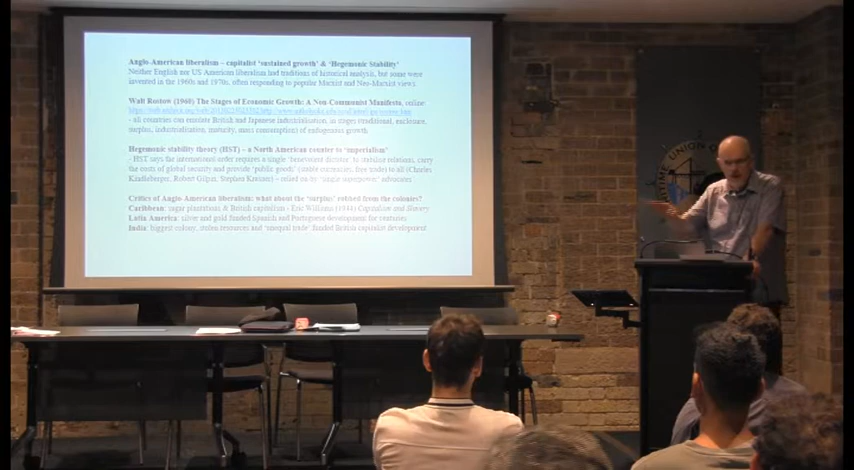 Anglo-American liberalism – capitalist 'sustained growth' & 'Hegemonic Stability'
Neither English nor US American liberalism had traditions of historical analysis, but some were
invented in the 1960s and 1970s, often responding to popular Marxist and Neo-Marxist views
Walt Rostow (1960) The Stages of Economic Growth: A Non Communist Manifesto, online
- all countries can emulate British and Japanese industrialisation, in stages (traditional, enclosure,
surplus, industrialisation, maturity, mass consumption) of endogenous growth
Hegemonic stability theory (HST) – a North American counter to 'imperialism'
- HST says the international order requires a single 'benevolent dictator' to stabilise relations, carry
the costs of global security and provide 'public goods' (stable currencies, free trade) to all (Charles
Kindleberger, Robert Gilpin, Stephen Krasner) – relied on by 'single superpower' advocates
Critics of Anglo-American liberalism: what about the 'surplus' robbed from the colonies?
Caribbean: sugar plantations & British capitalism - Eric Williams (1944) Capitalism and Slavery
Latin America: silver and gold funded Spanish and Portuguese development for centuries
India: biggest colony, stolen resources and 'unequal trade' funded British capitalist development
TIME UNION OF